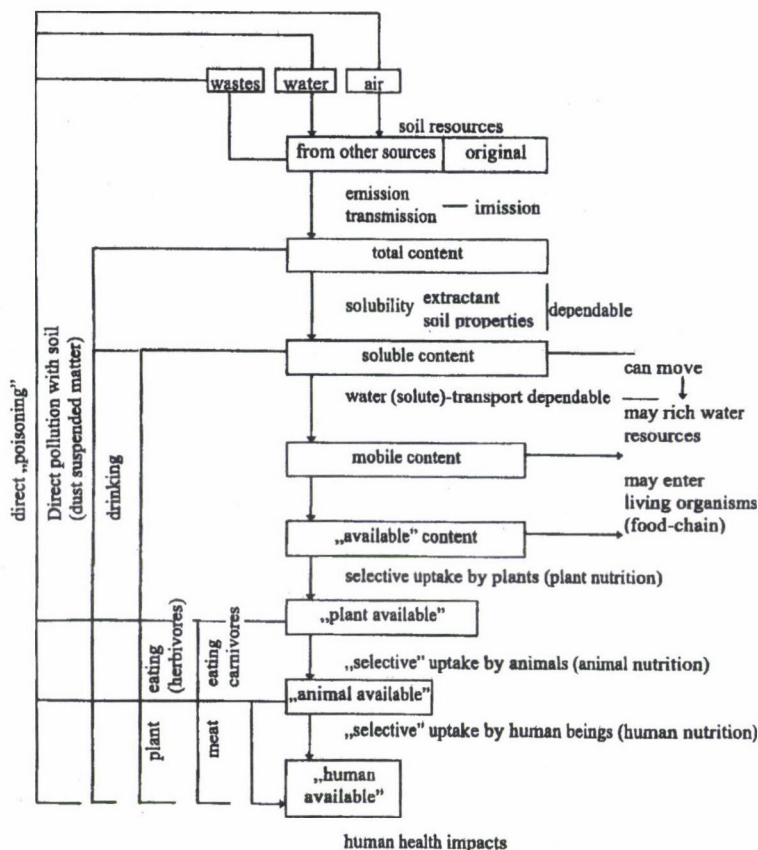 wastes water air
soil resources
from other sources original
emission
transmission — imission
total content
solubility extractant
soil properties
dependable
soluble content
can move
water (solute)-transport dependable
may rich water
resources
mobile content
may enter
living organisms
(food-chain)
„available” content
selective uptake by plants (plant nutrition)
„plant available”
„selective” uptake by animals (animal nutrition)
„animal available”
„selective” uptake by human beings (human nutrition)
„human
available”
human health impacts
direct „poisoning”
Direct pollution with soil
(dust suspended matter)
drinking
plant eating
(herbivores)
meat eating
carnivores